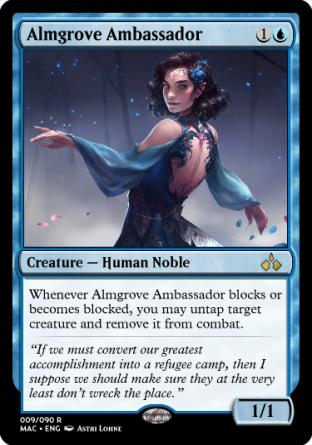 Almgrove Ambassador 1
Creature — Human Noble
Whenever Almgrove Ambassador blocks or
becomes blocked, you may untap target
creature and remove it from combat.
“If we must convert our greatest
accomplishment into a refugee camp, then I
suppose we should make sure they at the very
least don’t wreck the place.”
009/090 R
MAC • ENG Astri Lohne
1/1